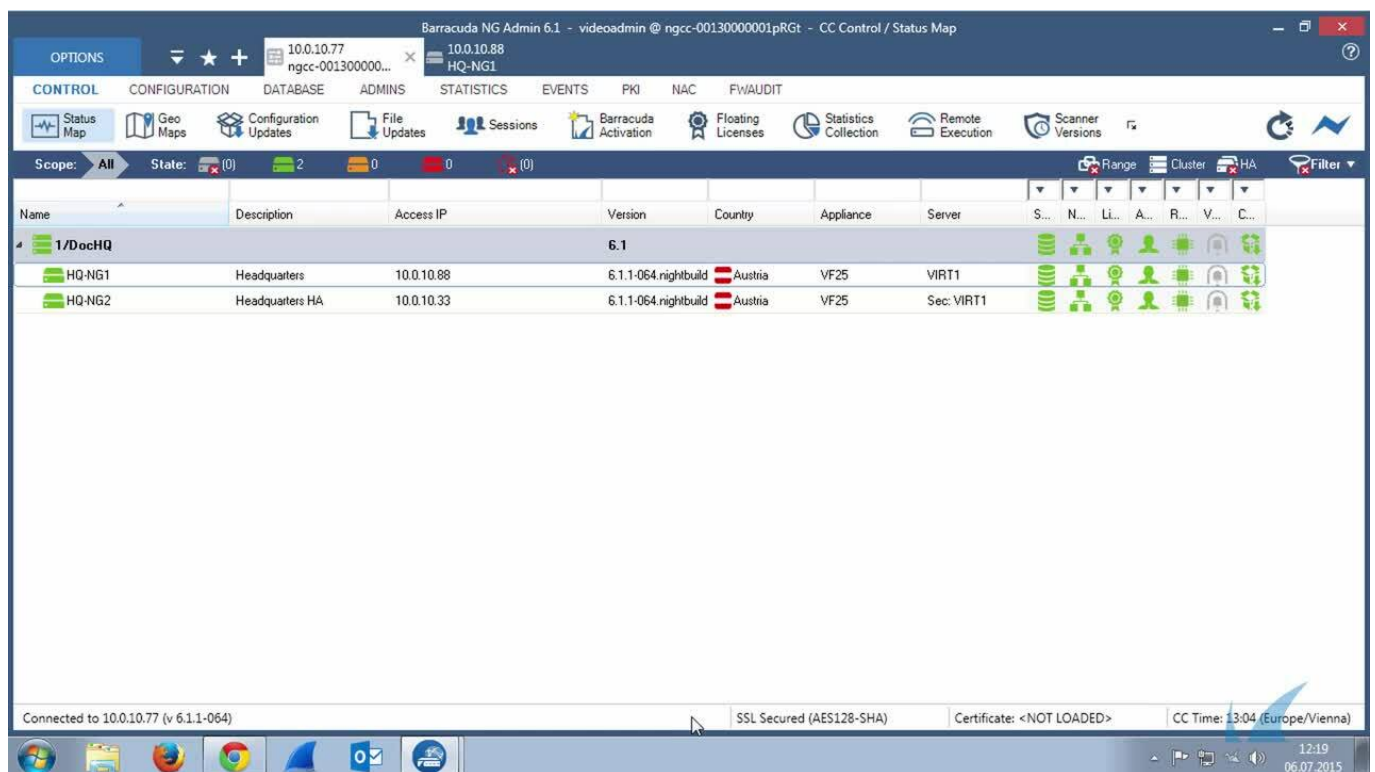 Barracuda NG Admin 6.1 - videoadmin @ ngcc-00130000001pRGt - CC Control / Status Map
OPTIONS 10.0.10.77 10.0.10.88
ngcc-001300000... HQ-NG1
CONTROL CONFIGURATION DATABASE ADMINS STATISTICS EVENTS PKI NAC FWAUDIT
Status Map Geo Maps Configuration Updates File Updates Sessions Barracuda Activation Floating Licenses Statistics Collection Remote Execution Scanner Versions
Scope: All State: (0) 2 0 0 (0) Range Cluster HA Filter
Name Description Access IP Version Country Appliance Server S... N... Li... A... R... V... C...
1/DocHQ 6.1
HQ-NG1 Headquarters 10.0.10.88 6.1.1-064.nightbuild Austria VF25 VIRT1
HQ-NG2 Headquarters HA 10.0.10.33 6.1.1-064.nightbuild Austria VF25 Sec: VIRT1
Connected to 10.0.10.77 (v 6.1.1-064) SSL Secured (AES128-SHA) Certificate: <NOT LOADED> CC Time: 13:04 (Europe/Vienna)
12:19
06.07.2015